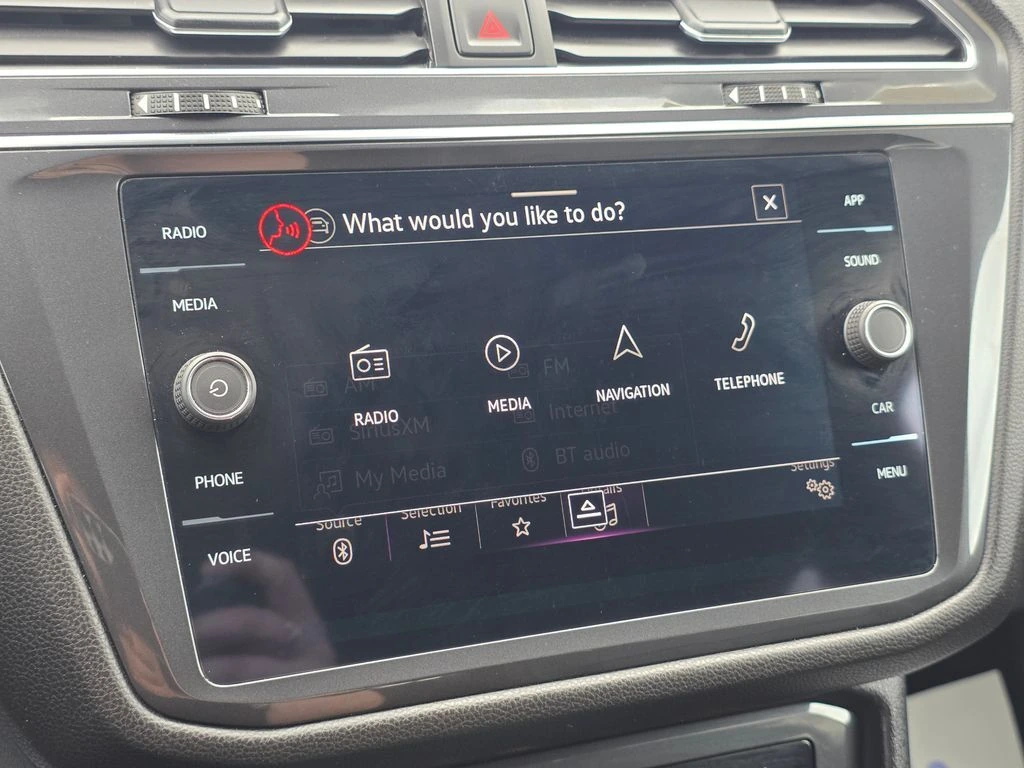 What would you like to do?
X
APP
RADIO
SOUND
MEDIA
AM
FM
RADIO
MEDIA
NAVIGATION
TELEPHONE
SiriusXM
Internet
CAR
My Media
BT audio
PHONE
MENU
Source
Selection
Favorites
Settings
VOICE